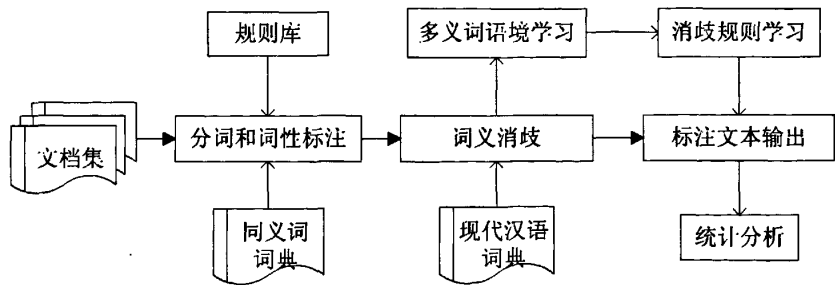 规则库
多义词语境学习
消歧规则学习
文档集
分词和词性标注
词义消歧
标注文本输出
同义词
词典
现代汉语
词典
统计分析